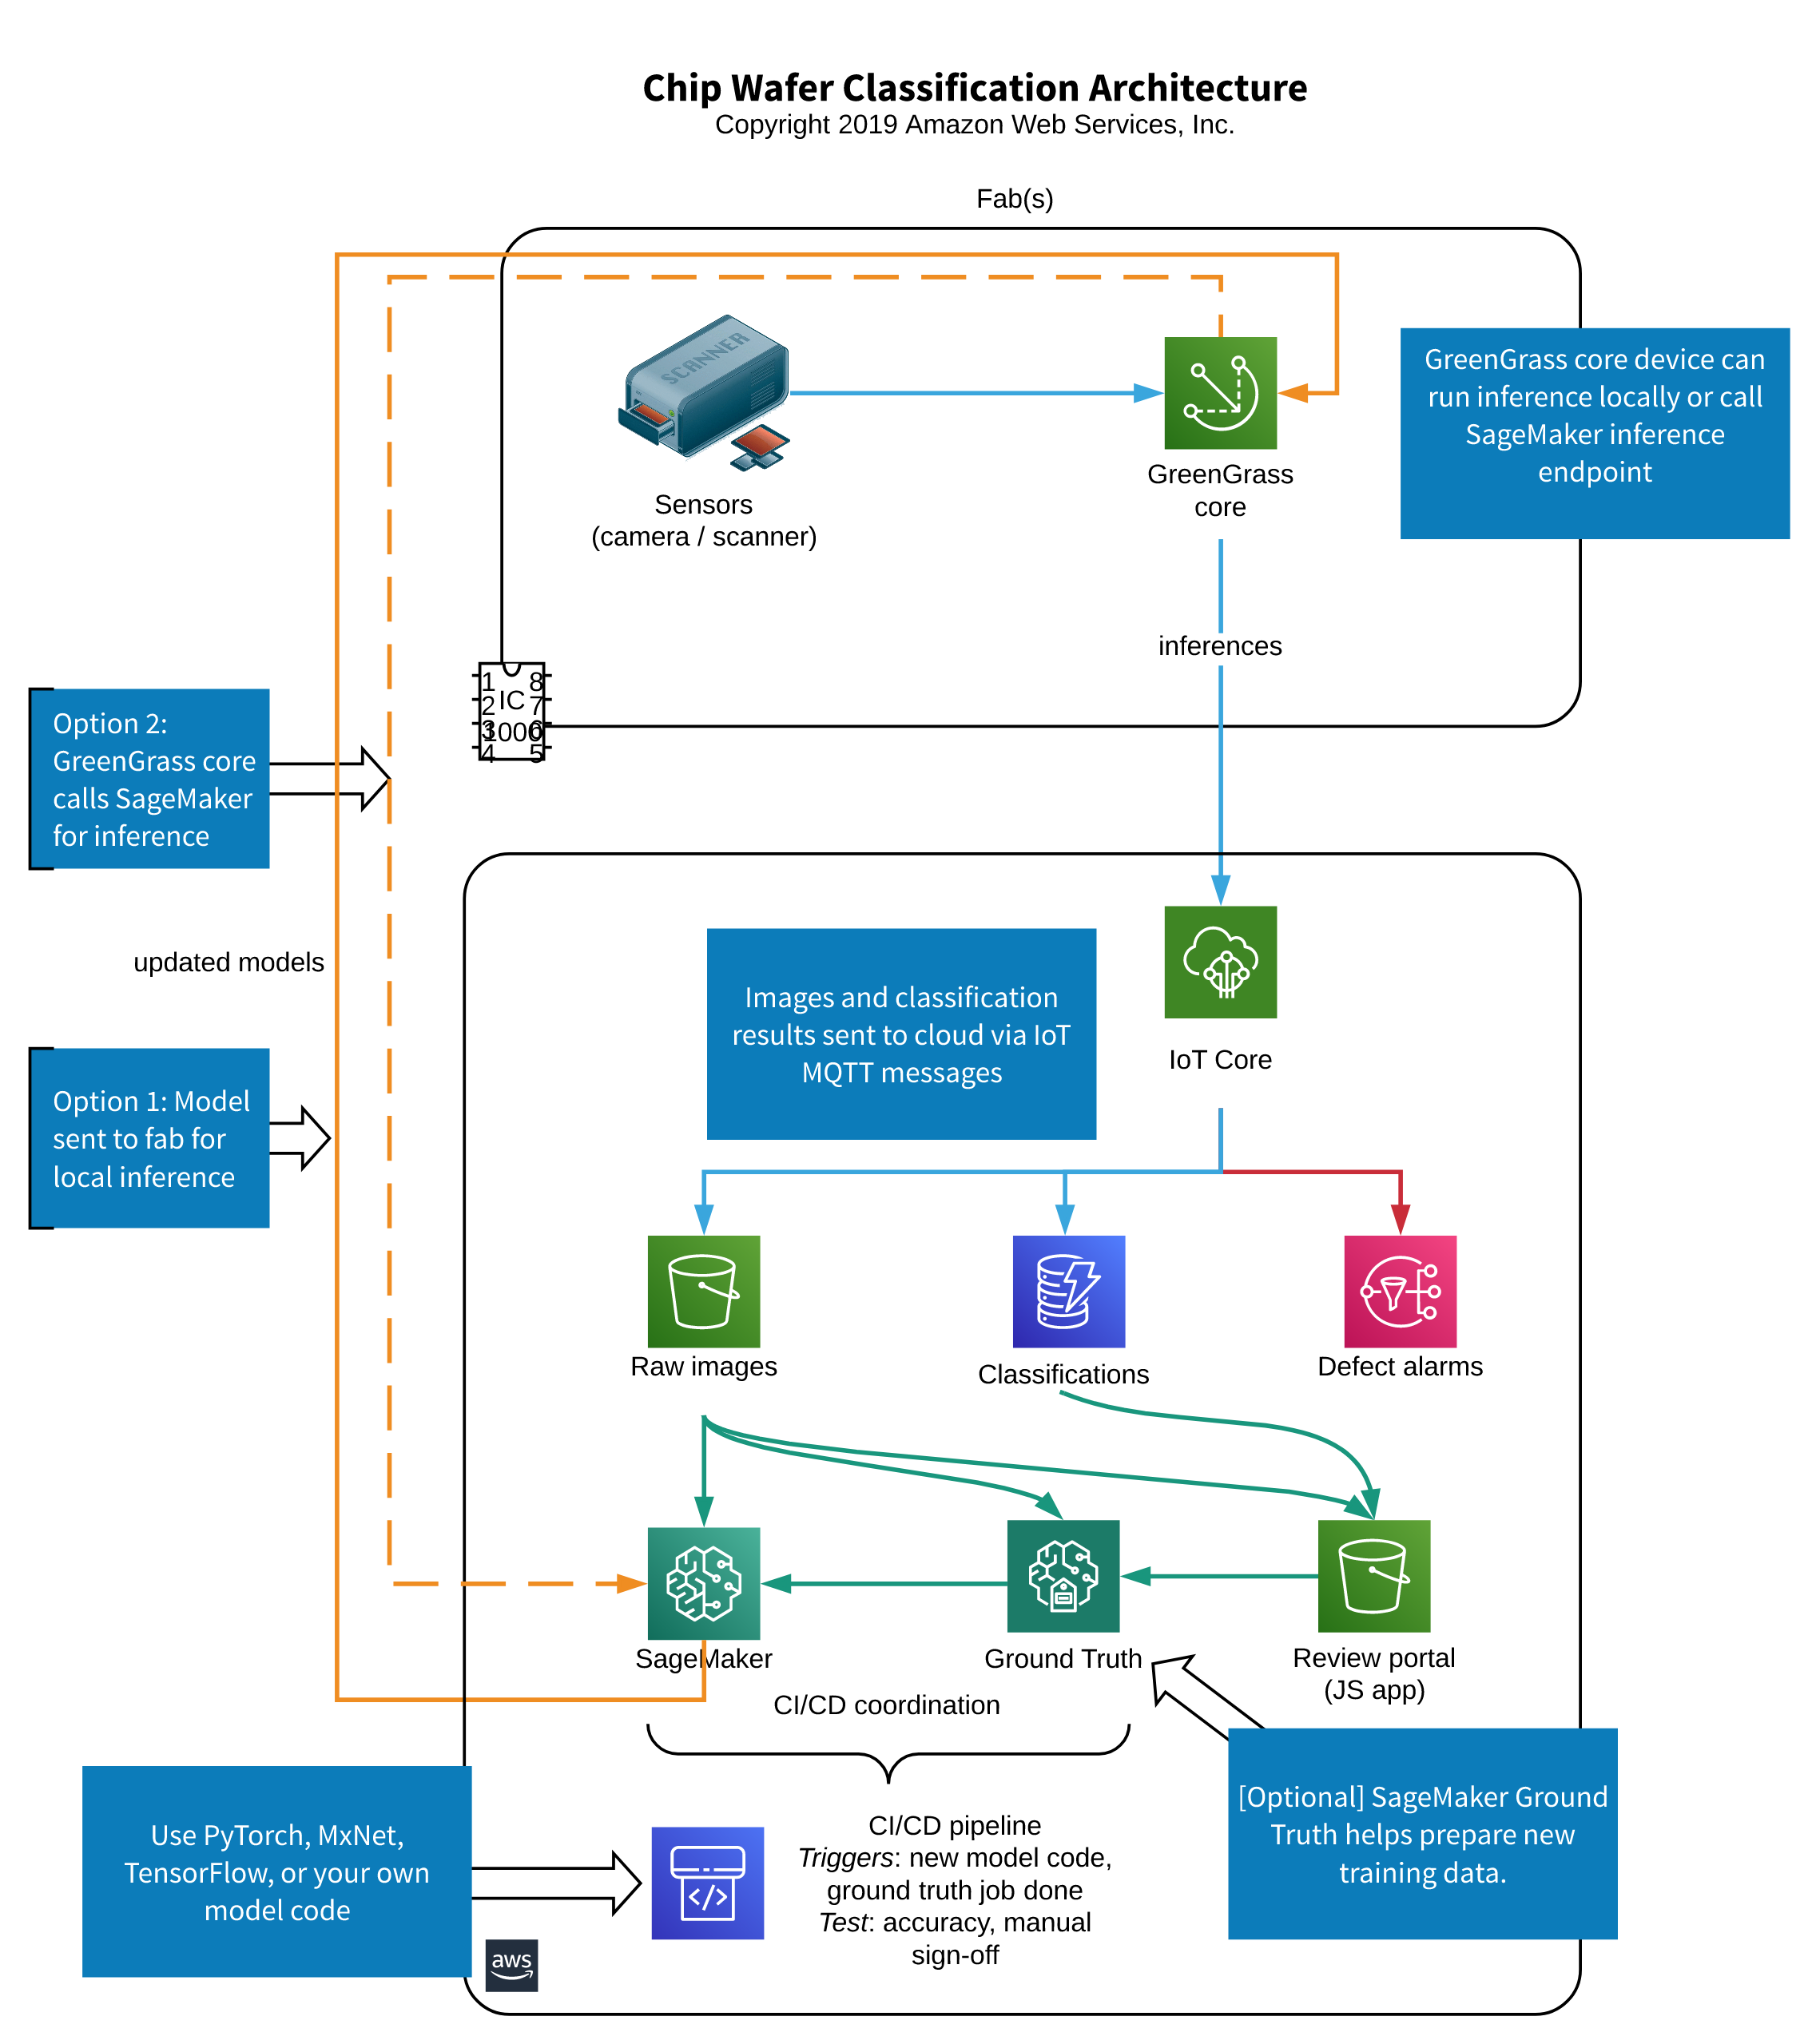 Chip Wafer Classification Architecture
Copyright 2019 Amazon Web Services, Inc.
Fab(s)
SCANNER
GreenGrass core device can
run inference locally or call
SageMaker inference
endpoint
GreenGrass
core
Sensors
(camera / scanner)
inferences
1 8
2 IC 7
3 1000 6
4 5
Option 2:
GreenGrass core
calls SageMaker
for inference
updated models
Images and classification
results sent to cloud via IoT
MQTT messages
IoT Core
Option 1: Model
sent to fab for
local inference
Raw images
Classifications
Defect alarms
SageMaker
Ground Truth
Review portal
(JS app)
CI/CD coordination
[Optional] SageMaker Ground
Truth helps prepare new
training data.
Use PyTorch, MxNet,
TensorFlow, or your own
model code
CI/CD pipeline
Triggers: new model code,
ground truth job done
Test: accuracy, manual
sign-off
aws